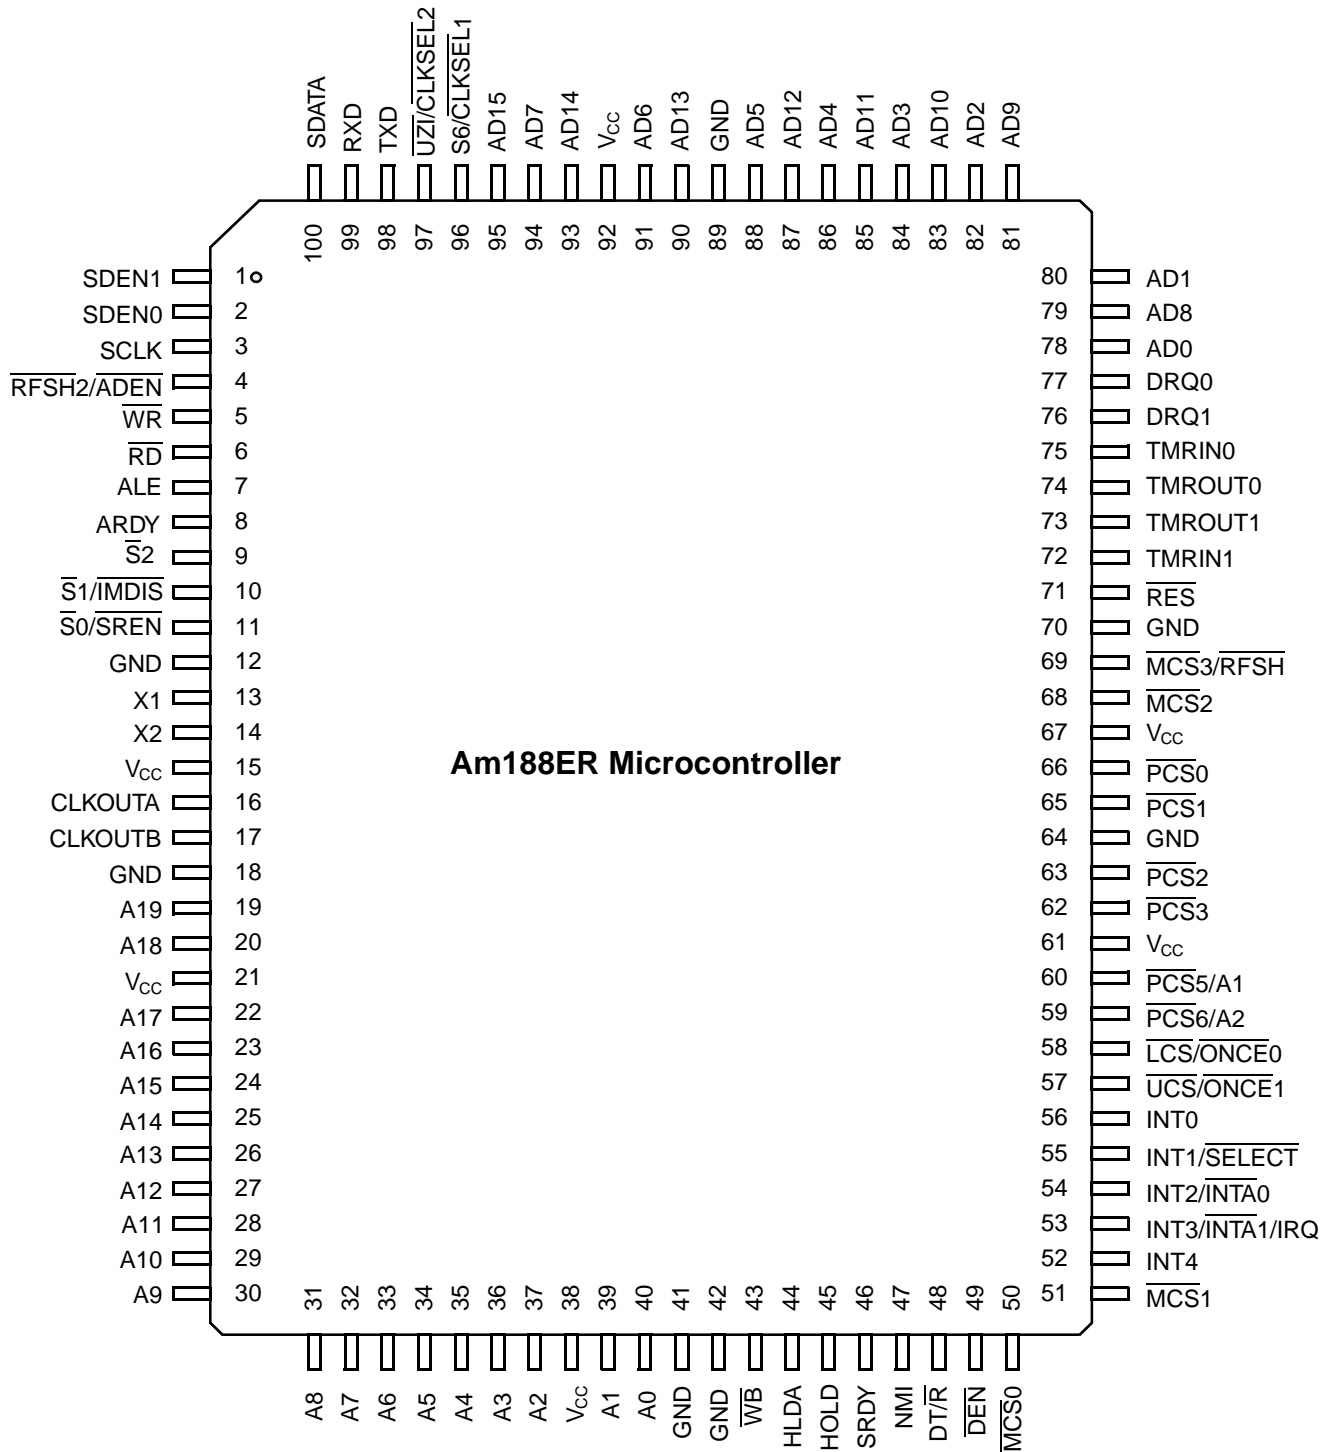 SDATA
RXD
TXD
UZI/CLKSEL2
S6/CLKSEL1
AD15
AD7
AD14
VCC
AD6
AD13
GND
AD5
AD12
AD4
AD11
AD3
AD10
AD2
AD9
100 99 98 97 96 95 94 93 92 91 90 89 88 87 86 85 84 83 82 81
SDEN1 1 80 AD1
SDEN0 2 79 AD8
SCLK 3 78 AD0
RFSH2/ADEN 4 77 DRQ0
WR 5 76 DRQ1
RD 6 75 TMRIN0
ALE 7 74 TMROUT0
ARDY 8 73 TMROUT1
S2 9 72 TMRIN1
S1/IMDIS 10 71 RES
S0/SREN 11 70 GND
GND 12 69 MCS3/RFSH
X1 13 68 MCS2
X2 14 67 VCC
VCC 15 66 PCS0
Am188ER Microcontroller
CLKOUTA 16 65 PCS1
CLKOUTB 17 64 GND
GND 18 63 PCS2
A19 19 62 PCS3
A18 20 61 VCC
VCC 21 60 PCS5/A1
A17 22 59 PCS6/A2
A16 23 58 LCS/ONCE0
A15 24 57 UCS/ONCE1
A14 25 56 INT0
A13 26 55 INT1/SELECT
A12 27 54 INT2/INTA0
A11 28 53 INT3/INTA1/IRQ
A10 29 52 INT4
A9 30 51 MCS1
31 32 33 34 35 36 37 38 39 40 41 42 43 44 45 46 47 48 49 50
A8
A7
A6
A5
A4
A3
A2
VCC
A1
A0
GND
GND
WB
HLDA
HOLD
SRDY
NMI
DT/R
DEN
MCS0